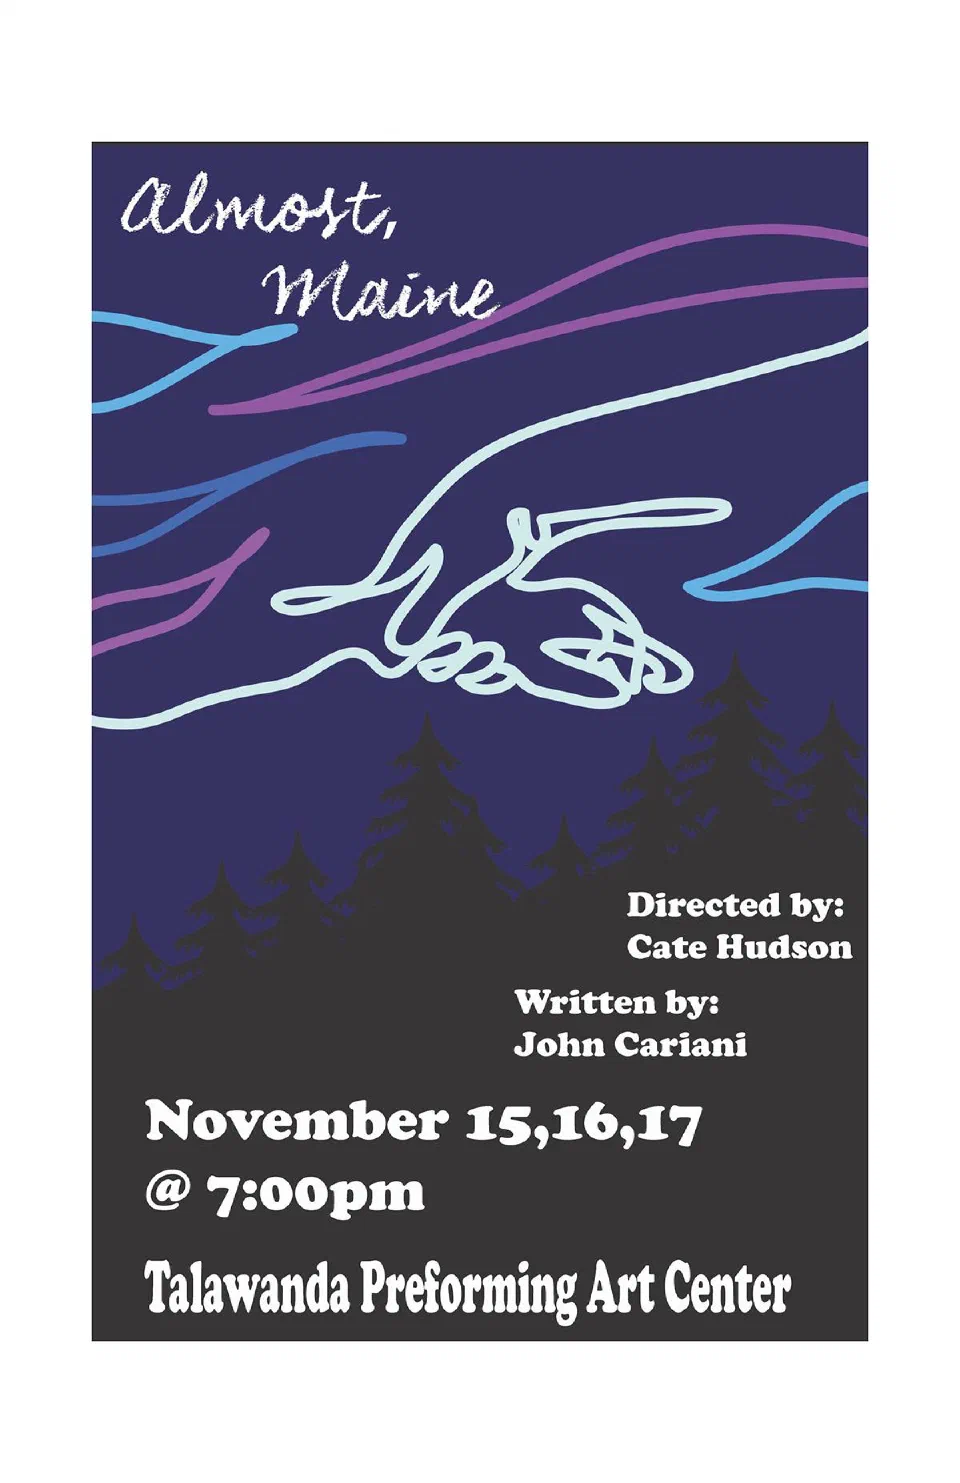 Almost,
Maine
Directed by:
Cate Hudson
Written by:
John Cariani
November 15,16,17
@ 7:00pm
Talawanda Preforming Art Center